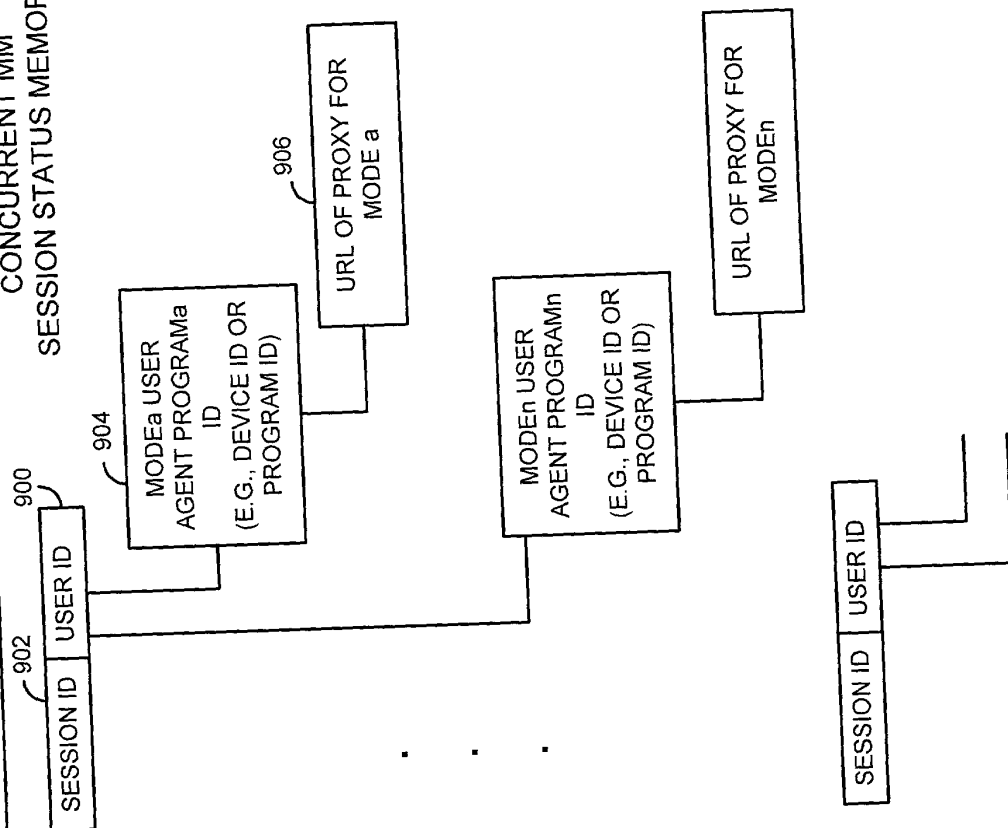 CONCURRENT MM
SESSION STATUS
902
900
SESSION ID
USER ID
904
MODEa USER
AGENT PROGRAMa
ID
(E.G., DEVICE ID OR
PROGRAM ID)
906
URL OF PROXY FOR
MODE a
MODEn USER
AGENT PROGRAMn
ID
(E.G., DEVICE ID OR
PROGRAM ID)
URL OF PROXY FOR
MODEn
SESSION ID
USER ID